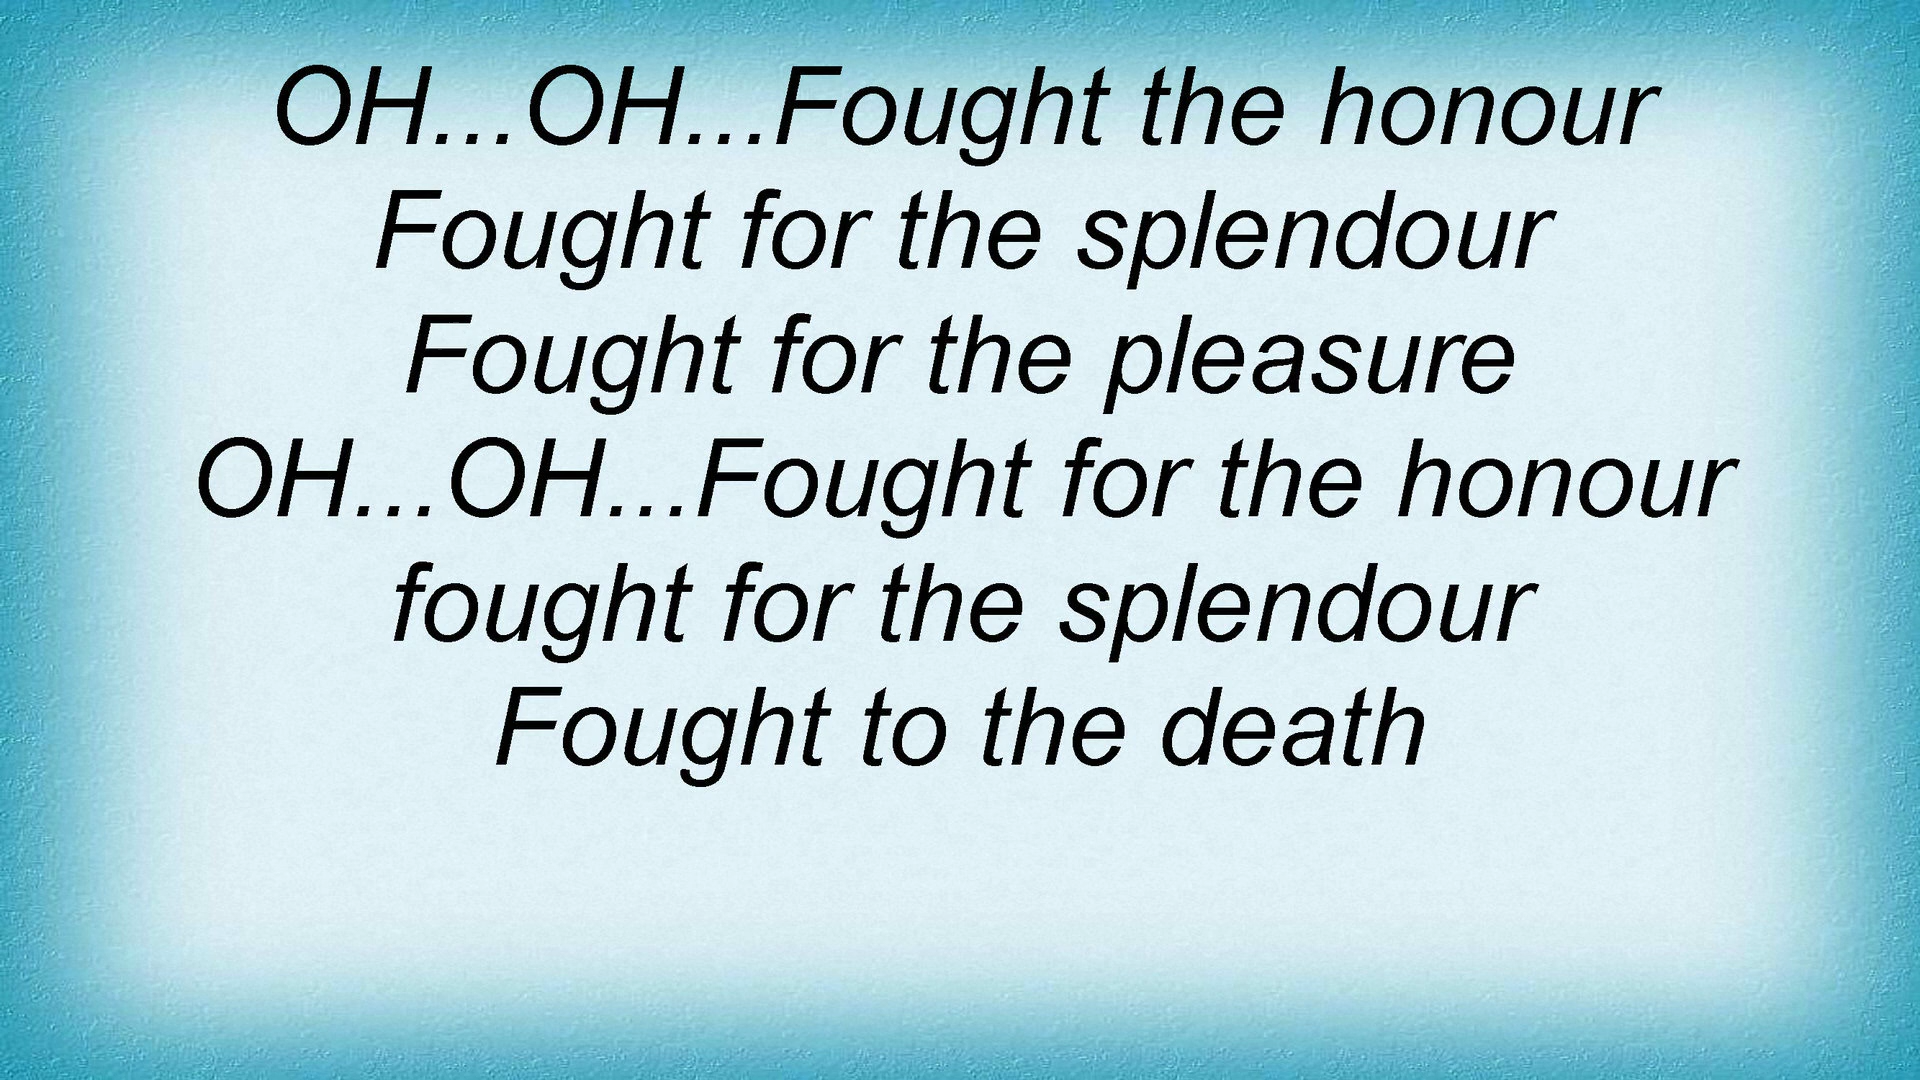 OH...OH...Fought the honour
Fought for the splendour
Fought for the pleasure
OH...OH...Fought for the honour
fought for the splendour
Fought to the death